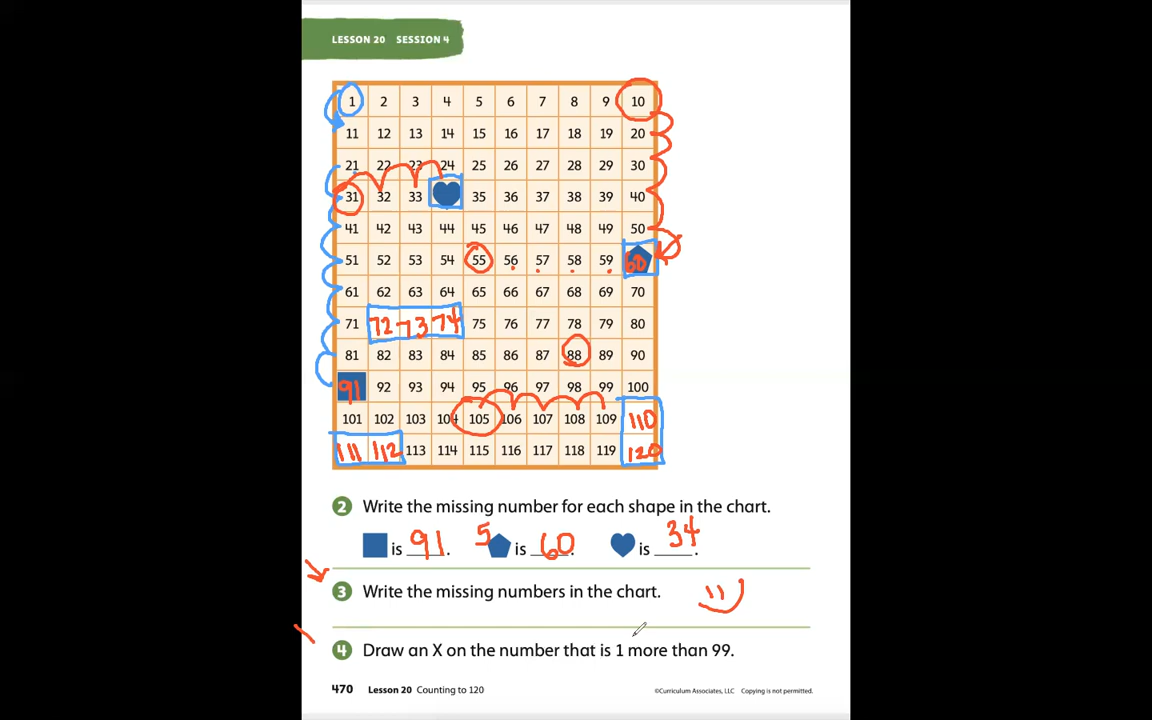 LESSON 20 SESSION 4
1 2 3 4 5 6 7 8 9 10
11 12 13 14 15 16 17 18 19 20
21 22 23 24 25 26 27 28 29 30
31 32 33 35 36 37 38 39 40
41 42 43 44 45 46 47 48 49 50
51 52 53 54 55 56 57 58 59 60
61 62 63 64 65 66 67 68 69 70
71 72 73 74 75 76 77 78 79 80
81 82 83 84 85 86 87 88 89 90
91 92 93 94 95 96 97 98 99 100
101 102 103 104 105 106 107 108 109 110
111 112 113 114 115 116 117 118 119 120
2 Write the missing number for each shape in the chart.
is 91. 5 is 60. is 34.
3 Write the missing numbers in the chart.
4 Draw an X on the number that is 1 more than 99.
470 Lesson 20 Counting to 120 ©Curriculum Associates, LLC Copying is not permitted.